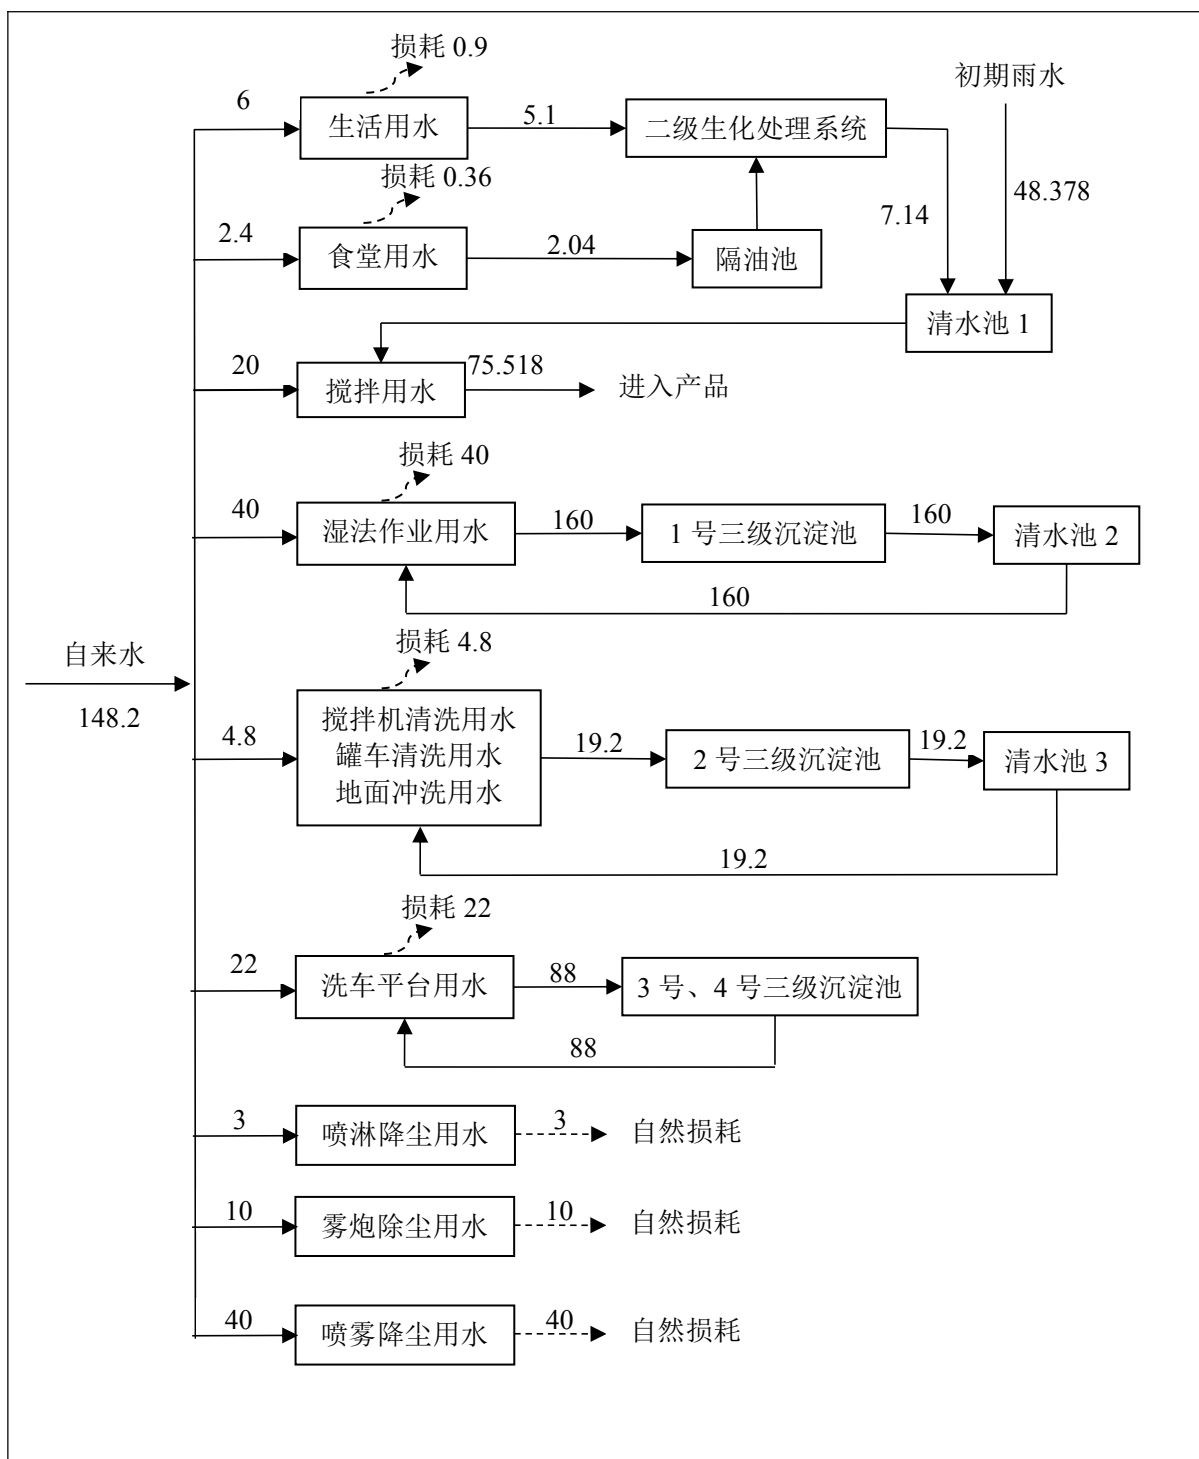 损耗 0.9
初期雨水
6
生活用水
5.1
二级生化处理系统
损耗 0.36
7.14
48.378
2.4
食堂用水
2.04
隔油池
清水池 1
20
搅拌用水
75.518
进入产品
损耗 40
40
湿法作业用水
160
1 号三级沉淀池
160
清水池 2
160
损耗 4.8
自来水
148.2
4.8
搅拌机清洗用水
罐车清洗用水
地面冲洗用水
19.2
2 号三级沉淀池
19.2
清水池 3
19.2
损耗 22
22
洗车平台用水
88
3 号、4 号三级沉淀池
88
3
喷淋降尘用水
3
自然损耗
10
雾炮除尘用水
10
自然损耗
40
喷雾降尘用水
40
自然损耗